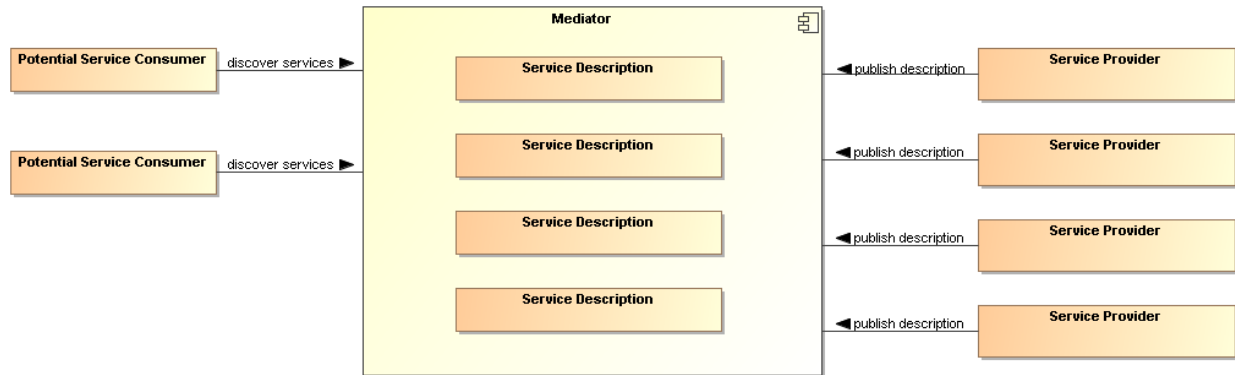 Mediator
Potential Service Consumer
discover services
Service Description
publish description
Service Provider
Potential Service Consumer
discover services
Service Description
publish description
Service Provider
Service Description
publish description
Service Provider
Service Description
publish description
Service Provider